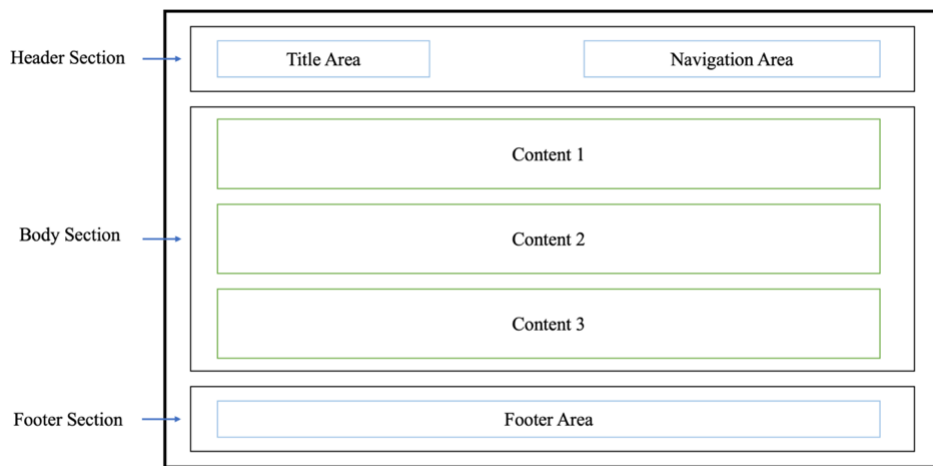 Header Section
Title Area
Navigation Area
Content 1
Body Section
Content 2
Content 3
Footer Section
Footer Area